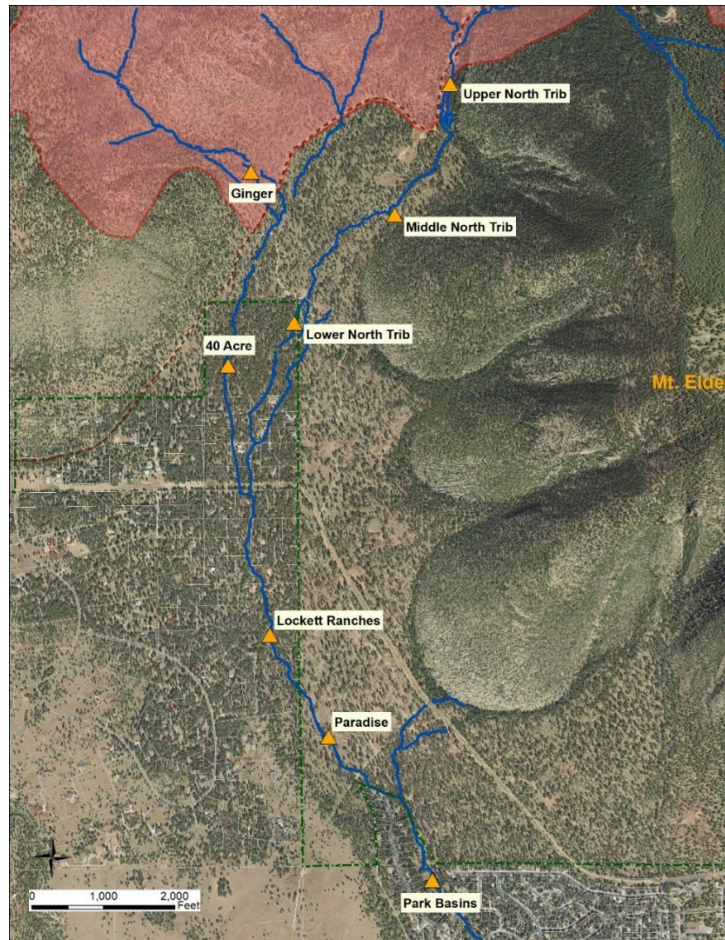 Upper North Trib
Ginger
Middle North Trib
Lower North Trib
40 Acre
Mt. Elde
Lockett Ranches
Paradise
Park Basins
0 1,000 2,000
Feet